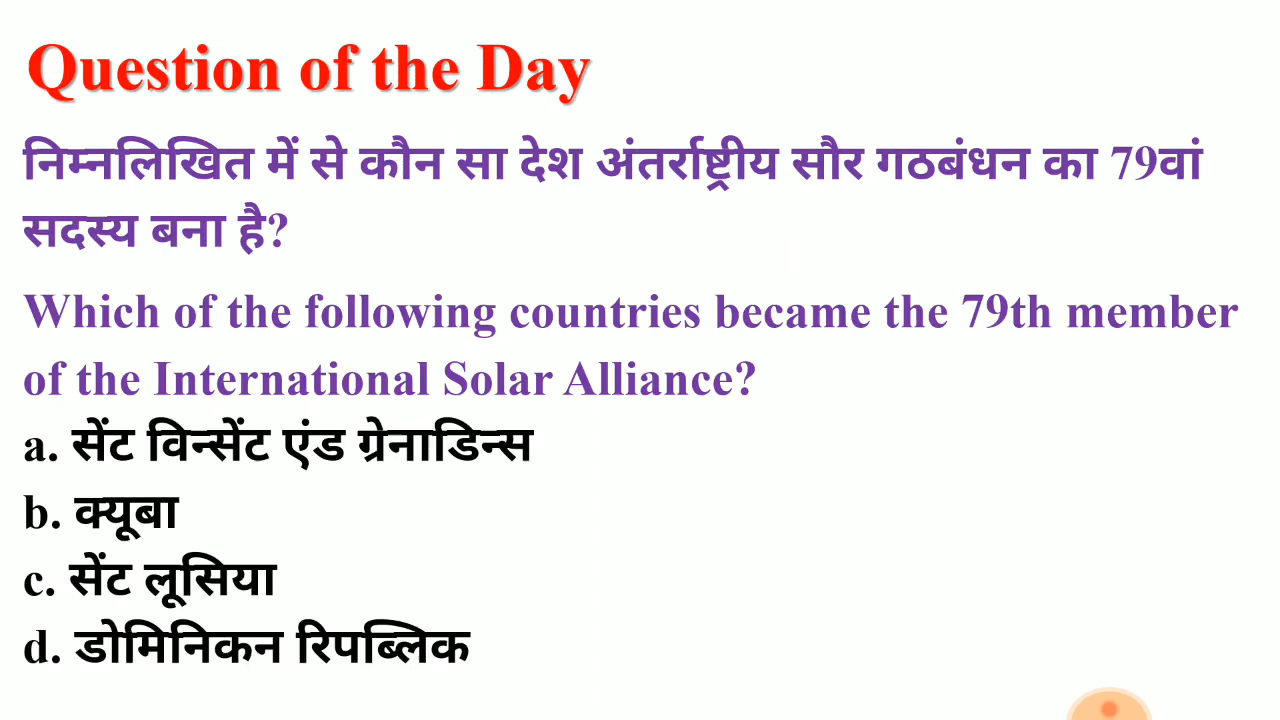 Question of the Day
निम्नलिखित में से कौन सा देश अंतर्राष्ट्रीय सौर गठबंधन का 79वां
सदस्य बना है?
Which of the following countries became the 79th member
of the International Solar Alliance?
a. सेंट विन्सेंट एंड ग्रेनाडिन्स
b. क्यूबा
c. सेंट लूसिया
d. डोमिनिकन रिपब्लिक